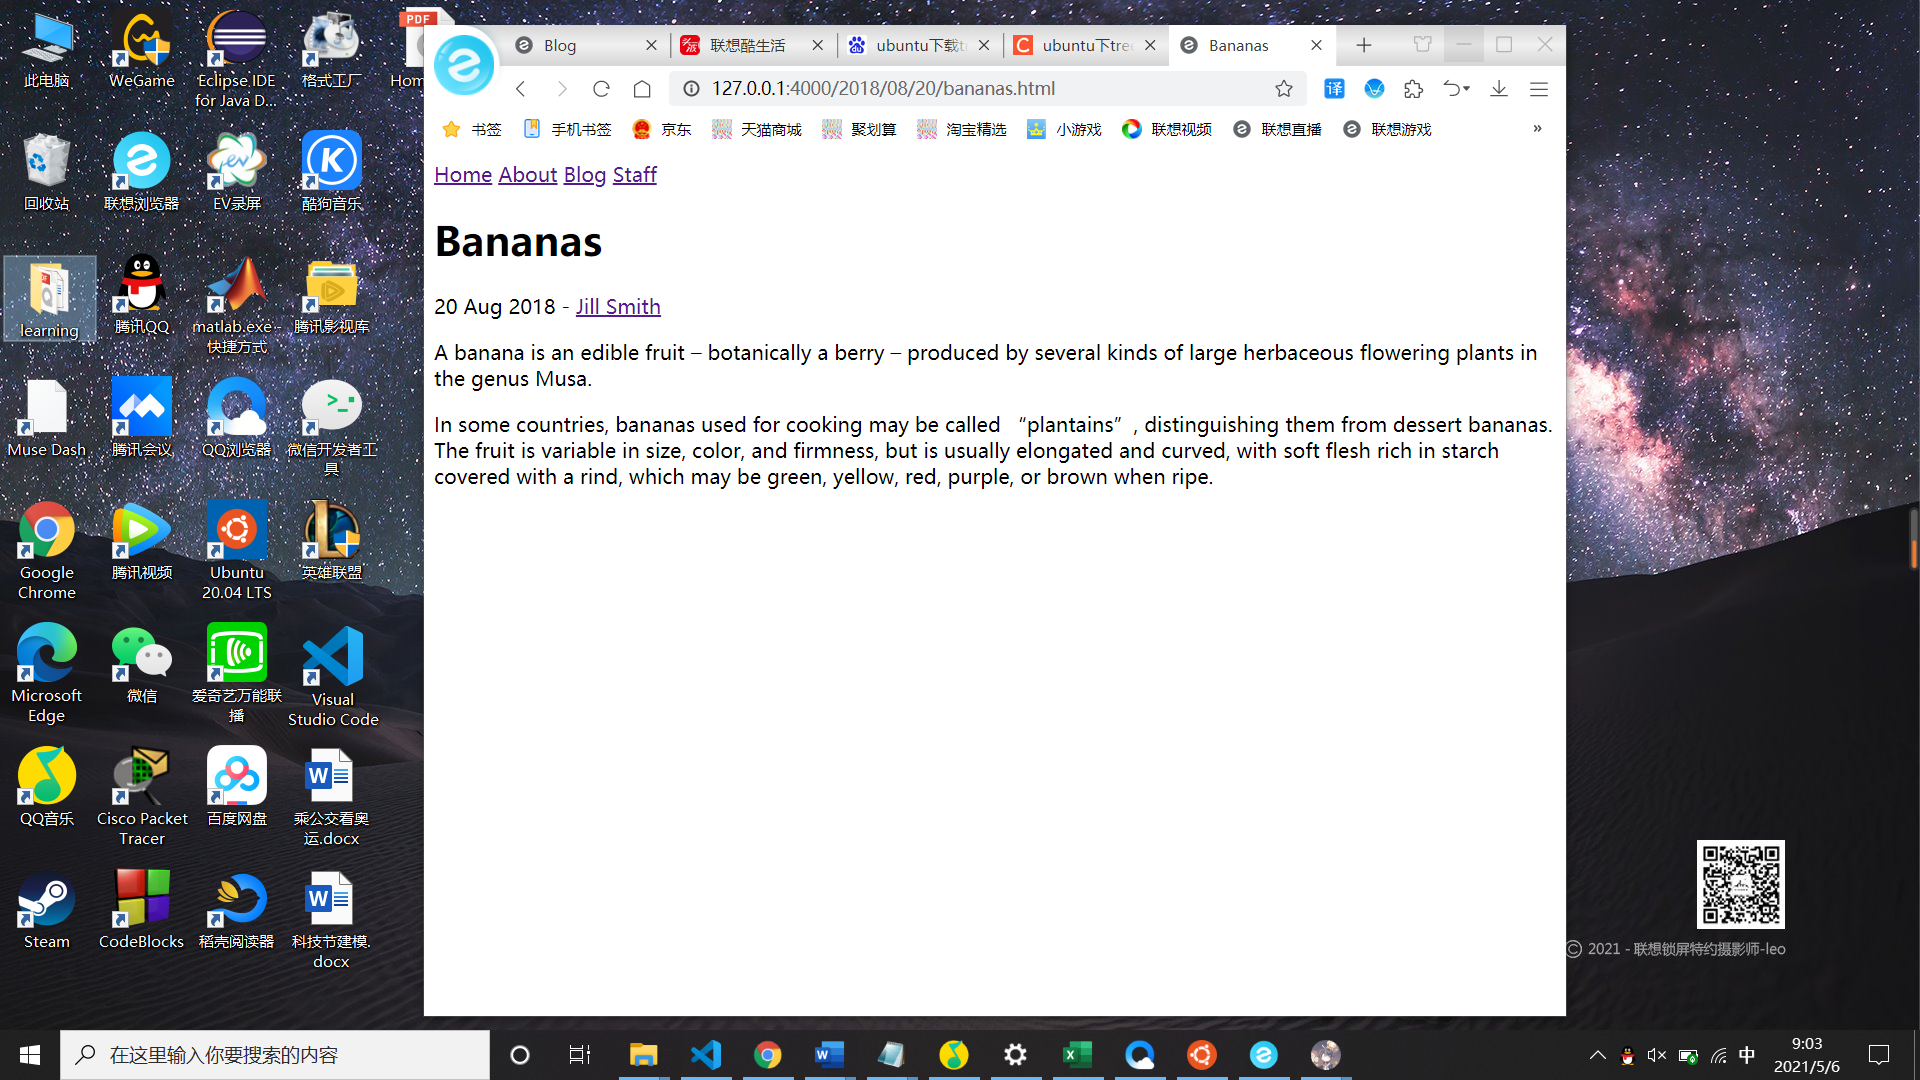 此电脑
WeGame
Eclipse IDE
for Java D...
格式工厂
PDF
Hom
回收站
联想浏览器
EV录屏
酷狗音乐
learning
腾讯QQ
matlab.exe -
快捷方式
腾讯影视库
Muse Dash
腾讯会议
QQ浏览器
微信开发者工
具
Google
Chrome
腾讯视频
Ubuntu
20.04 LTS
英雄联盟
Microsoft
Edge
微信
爱奇艺万能联
播
Visual
Studio Code
QQ音乐
Cisco Packet
Tracer
百度网盘
乘公交看奥
运.docx
Steam
CodeBlocks
稻壳阅读器
科技节建模.
docx
Blog
联想酷生活
ubuntu下载tr
ubuntu下tree
Bananas
127.0.0.1:4000/2018/08/20/bananas.html
译
书签
手机书签
京东
天猫商城
聚划算
淘宝精选
小游戏
联想视频
联想直播
联想游戏
»
Home About Blog Staff
Bananas
20 Aug 2018 - Jill Smith
A banana is an edible fruit – botanically a berry – produced by several kinds of large herbaceous flowering plants in
the genus Musa.
In some countries, bananas used for cooking may be called “plantains”, distinguishing them from dessert bananas.
The fruit is variable in size, color, and firmness, but is usually elongated and curved, with soft flesh rich in starch
covered with a rind, which may be green, yellow, red, purple, or brown when ripe.
© 2021 - 联想锁屏特约摄影师-leo
在这里输入你要搜索的内容
中
9:03
2021/5/6